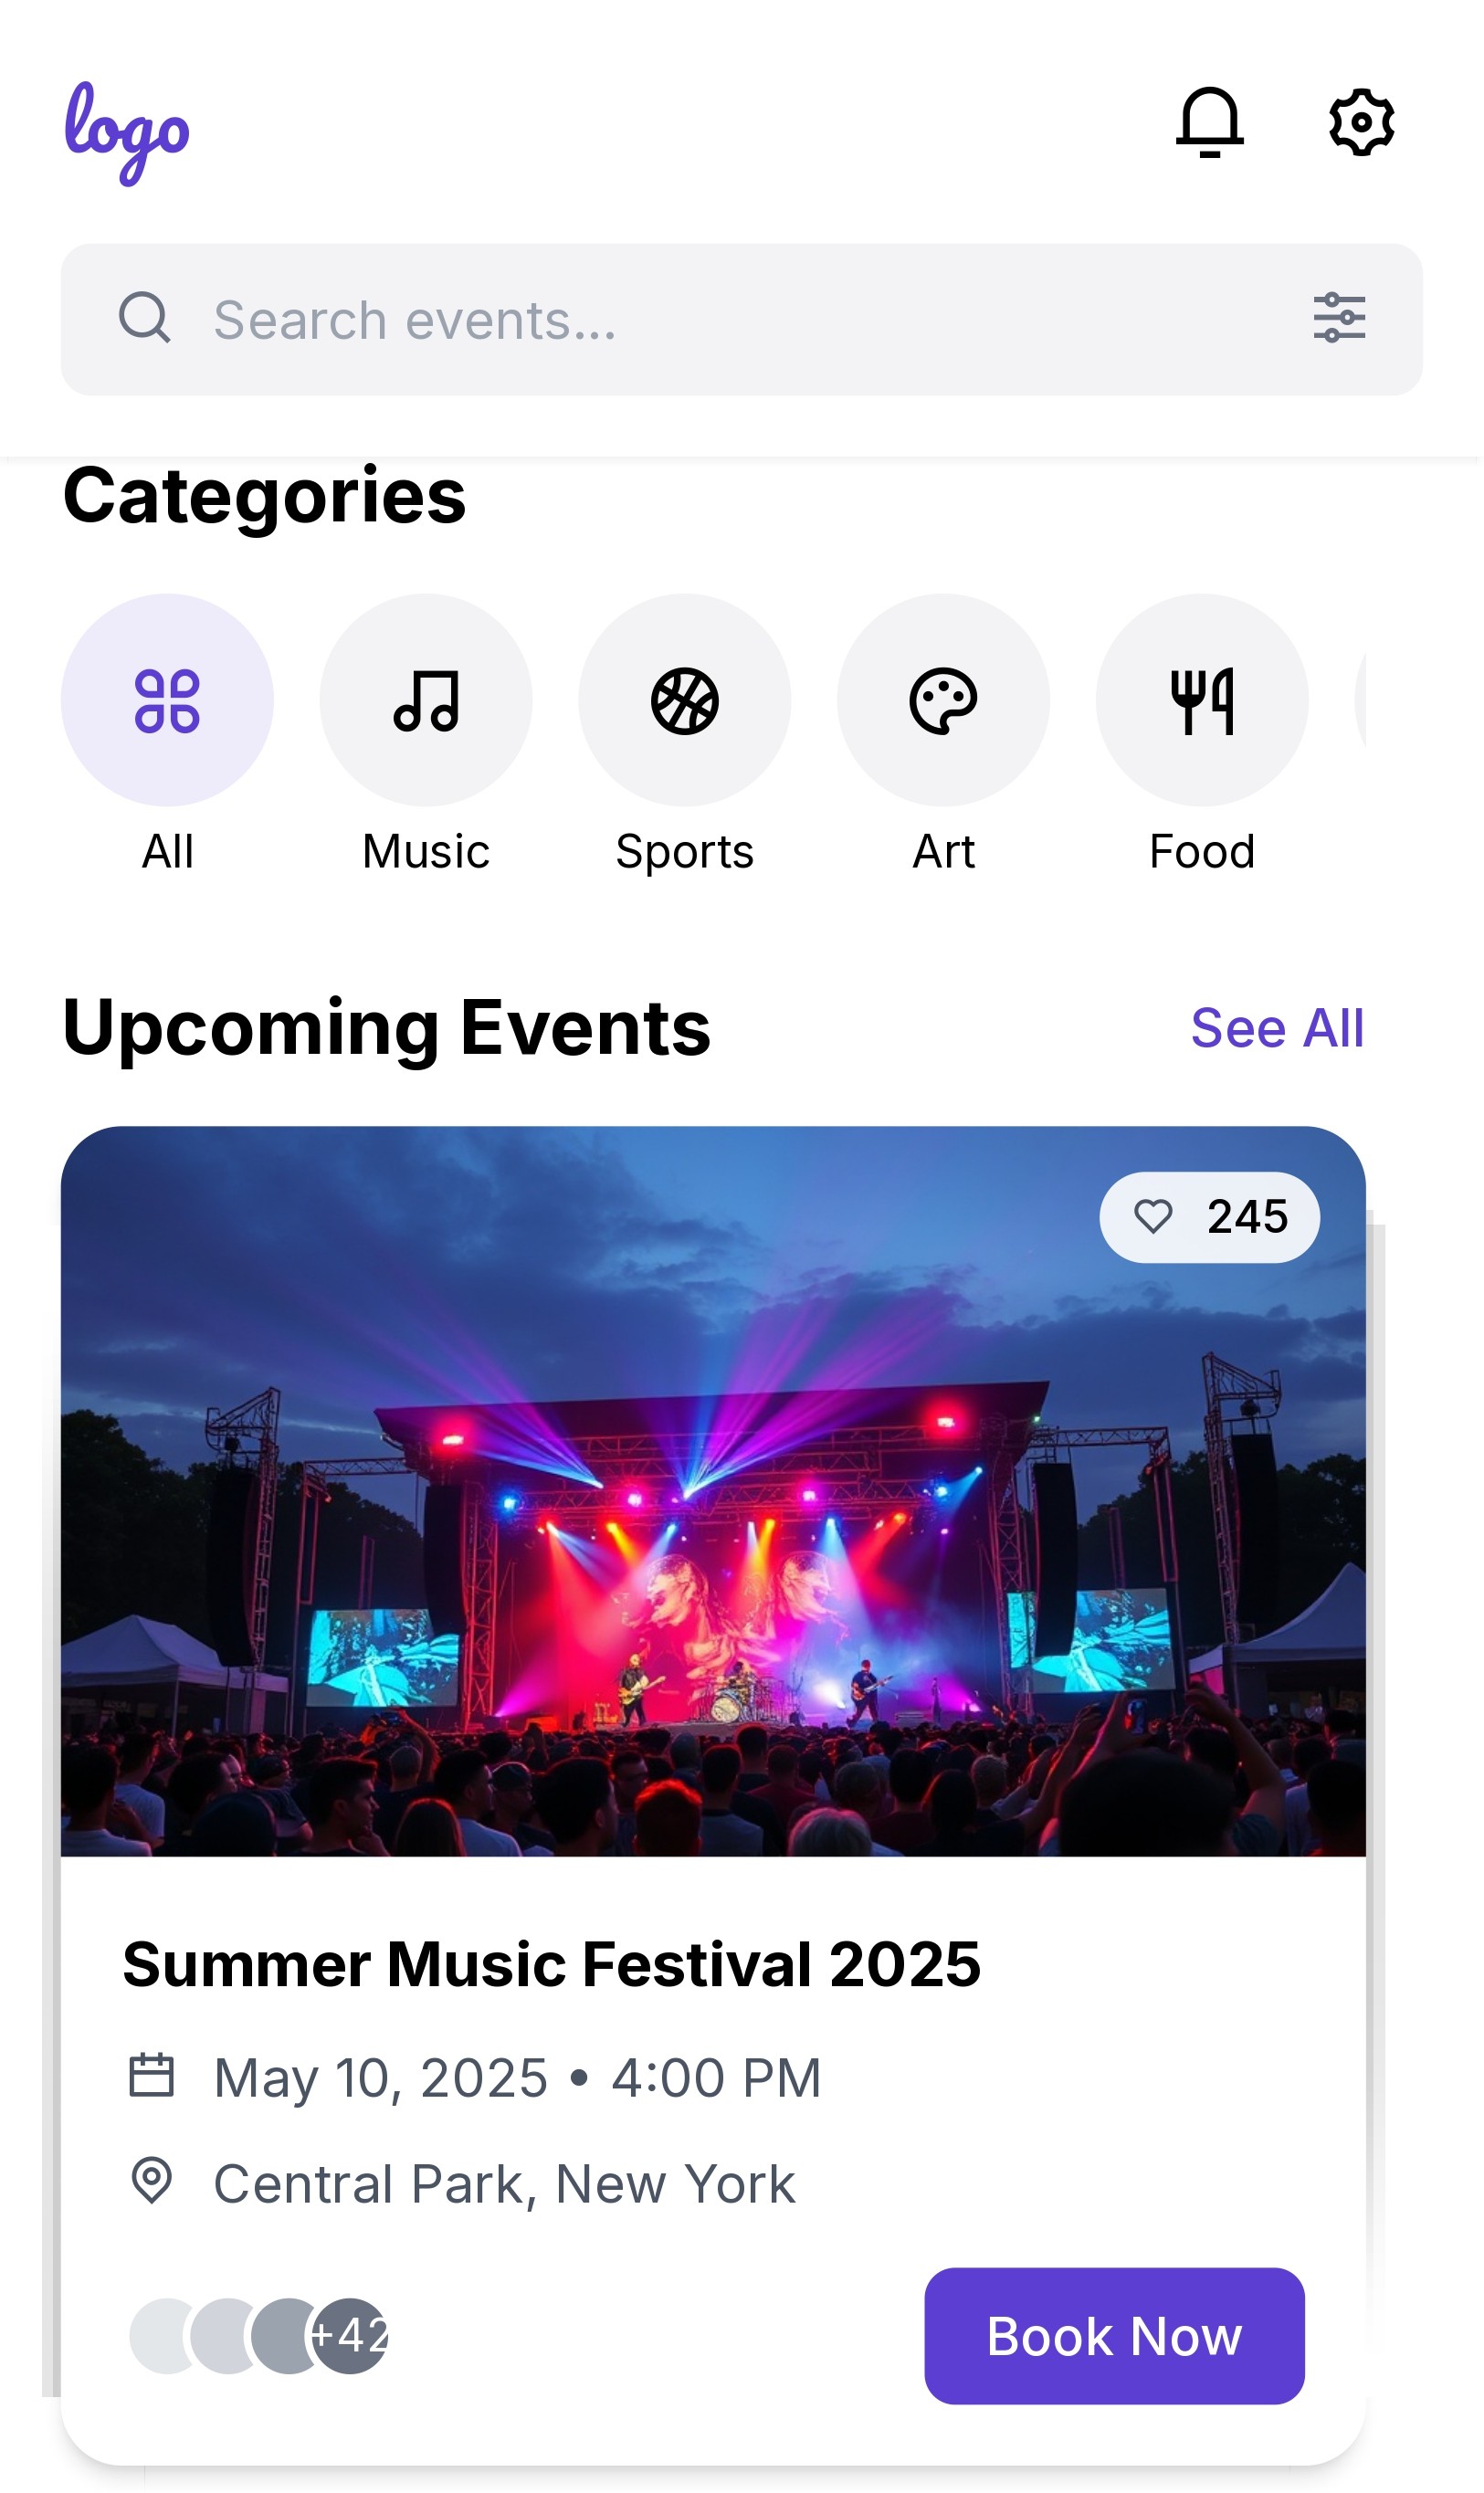 logo
Search events...
Categories
All
Music
Sports
Art
Food
Upcoming Events
See All
245
Summer Music Festival 2025
May 10, 2025 • 4:00 PM
Central Park, New York
+42
Book Now